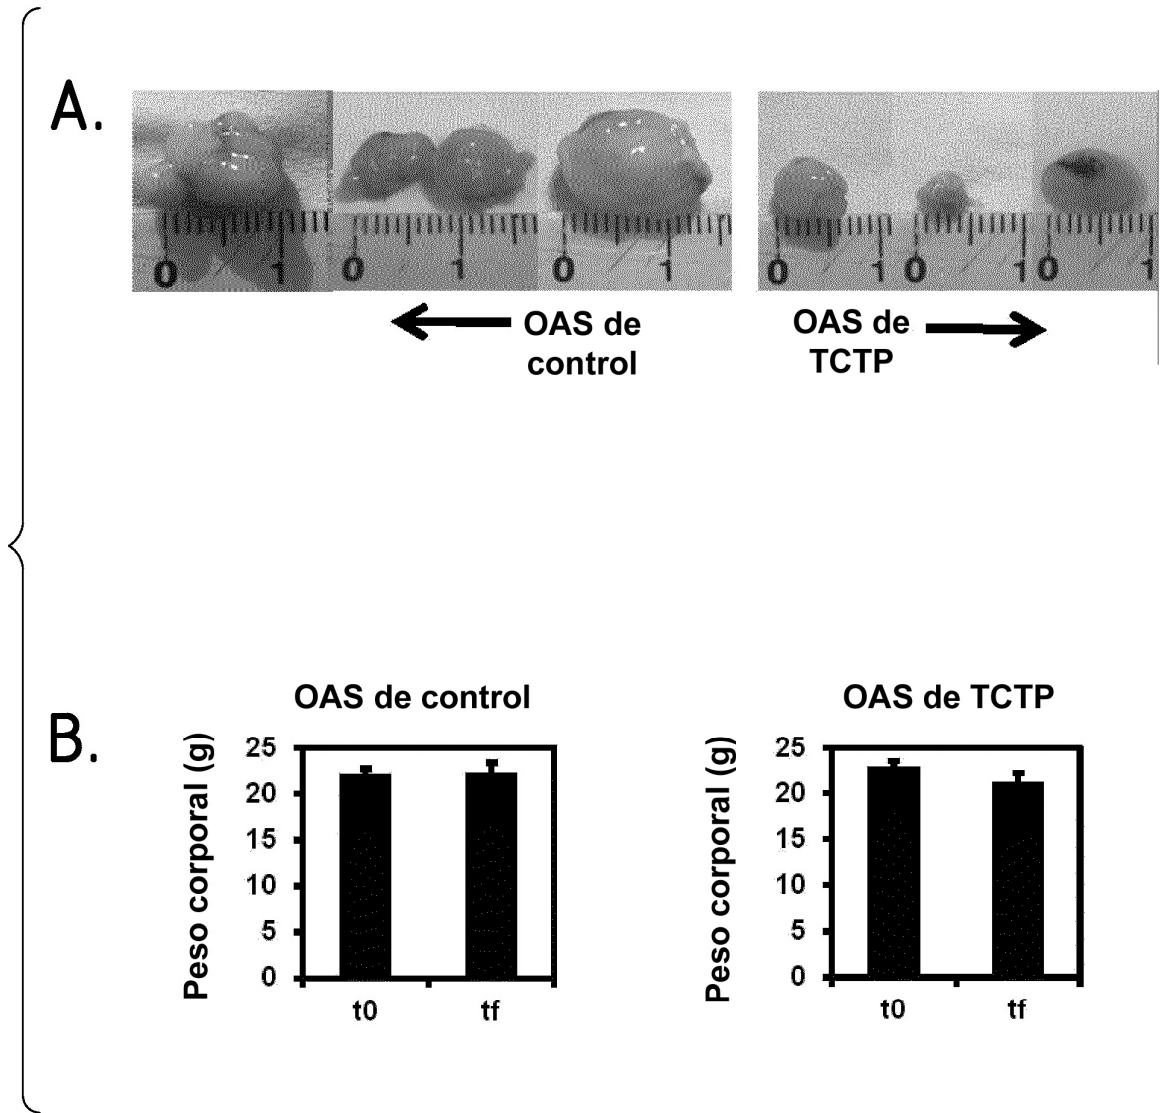 A.
0 1 0 1 0 1 0 1 0 1 0 1
OAS de
control
OAS de
TCTP
B.
OAS de control
Peso corporal (g)
25
20
15
10
5
0
t0 tf
OAS de TCTP
Peso corporal (g)
25
20
15
10
5
0
t0 tf